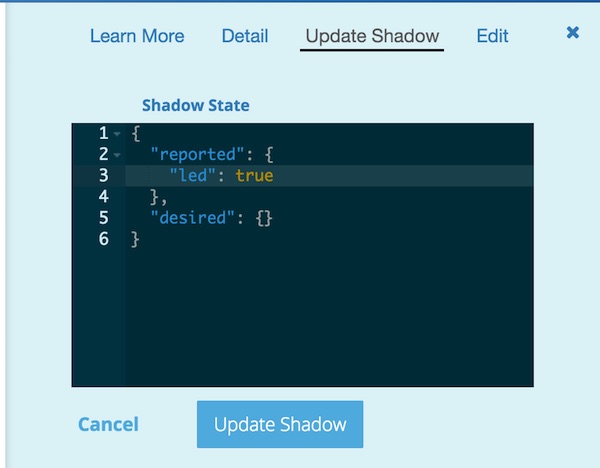 Learn More Detail Update Shadow Edit ×
Shadow State
1 {
2 "reported": {
3 "led": true
4 },
5 "desired": {}
6 }
Cancel Update Shadow